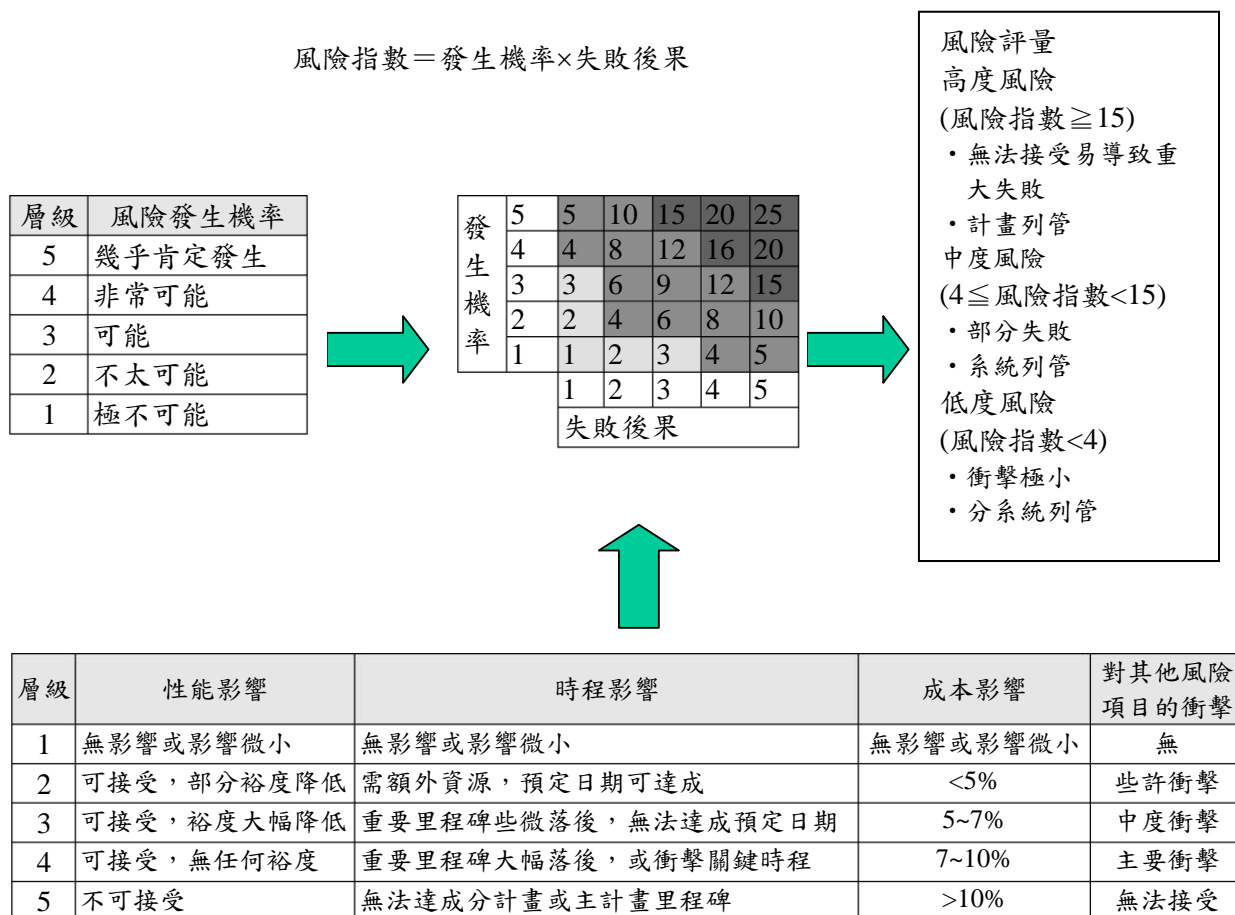 風險指數＝發生機率×失敗後果
層級 風險發生機率
5 幾乎肯定發生
4 非常可能
3 可能
2 不太可能
1 極不可能
發生機率
5 5 10 15 20 25
4 4 8 12 16 20
3 3 6 9 12 15
2 2 4 6 8 10
1 1 2 3 4 5
1 2 3 4 5
失敗後果
風險評量
高度風險
(風險指數≧15)
・無法接受易導致重
大失敗
・計畫列管
中度風險
(4≦風險指數<15)
・部分失敗
・系統列管
低度風險
(風險指數<4)
・衝擊極小
・分系統列管
層級 性能影響 時程影響 成本影響 對其他風險
項目的衝擊
1 無影響或影響微小 無影響或影響微小 無影響或影響微小 無
2 可接受，部分裕度降低 需額外資源，預定日期可達成 <5% 些許衝擊
3 可接受，裕度大幅降低 重要里程碑些微落後，無法達成預定日期 5~7% 中度衝擊
4 可接受，無任何裕度 重要里程碑大幅落後，或衝擊關鍵時程 7~10% 主要衝擊
5 不可接受 無法達成分計畫或主計畫里程碑 >10% 無法接受